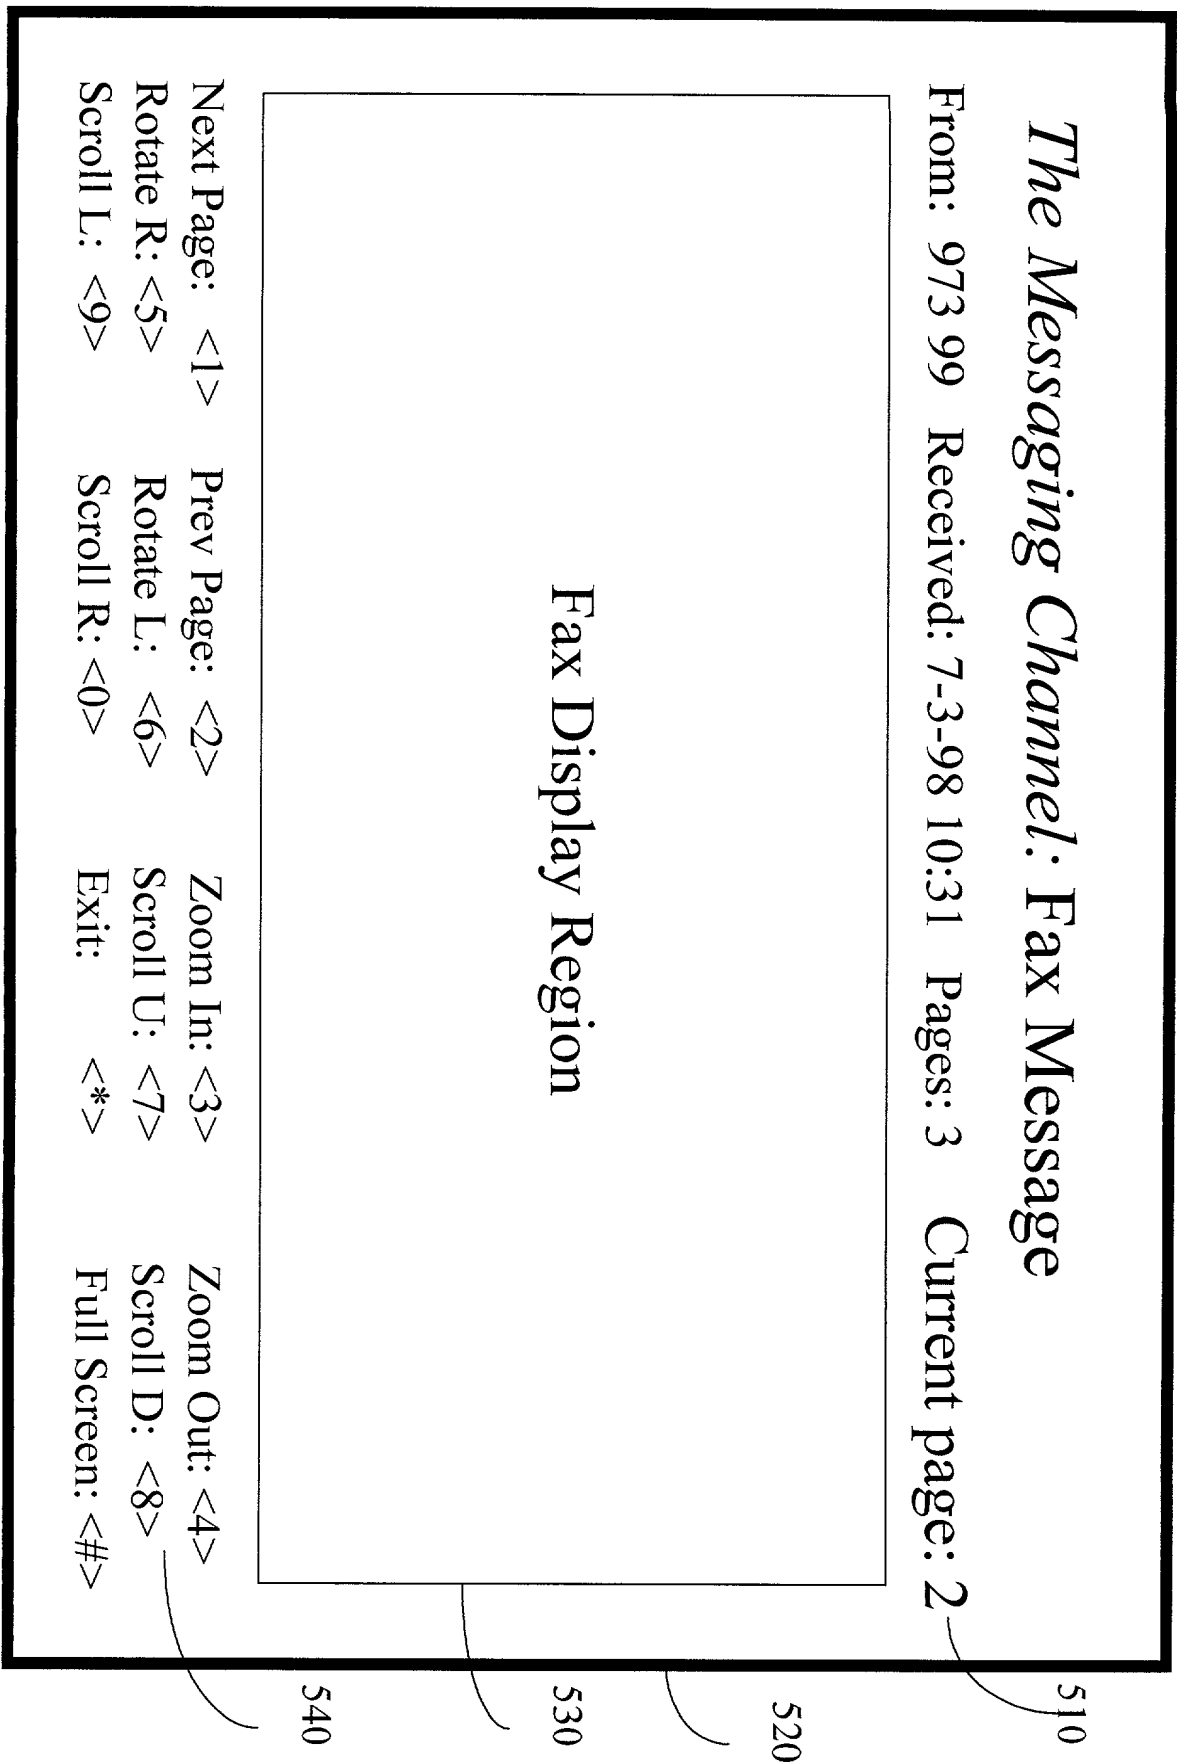 The Messaging Channel: Fax Message
From: 973 99 Received: 7-3-98 10:31 Pages: 3 Current page: 2
Fax Display Region
Next Page: <1> Prev Page: <2> Zoom In: <3> Zoom Out: <4>
Rotate R: <5> Rotate L: <6> Scroll U: <7> Scroll D: <8>
Scroll L: <9> Scroll R: <0> Exit: <*> Full Screen: <#>
510
520
530
540